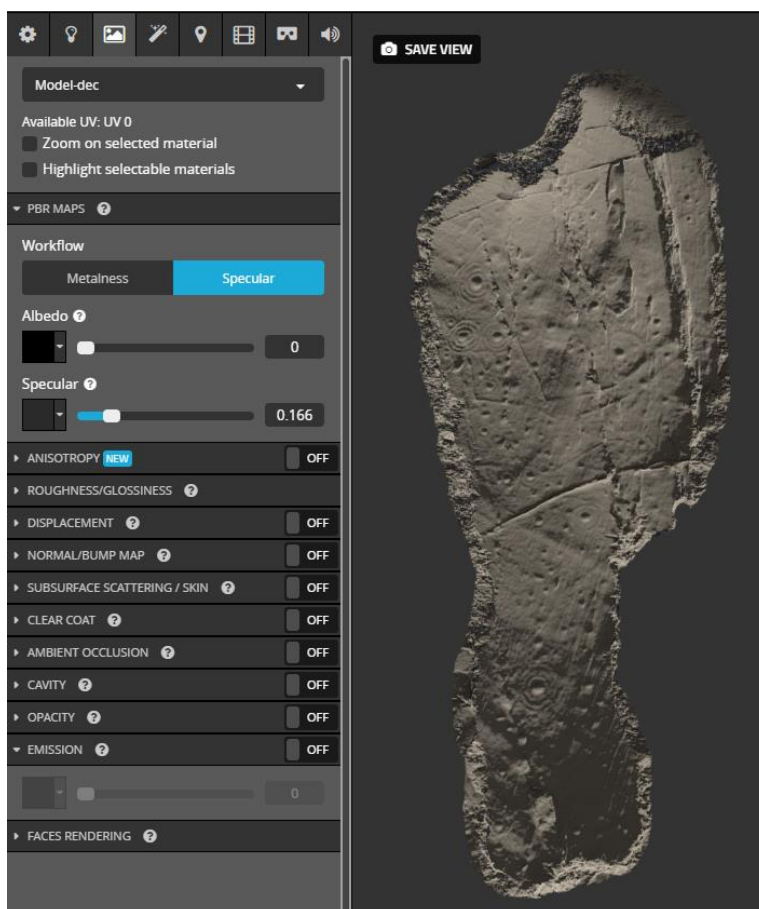 SAVE VIEW
Model-dec
Available UV: UV 0
Zoom on selected material
Highlight selectable materials
PBR MAPS ?
Workflow
Metalness Specular
Albedo ?
0
Specular ?
0.166
ANISOTROPY NEW OFF
ROUGHNESS/GLOSSINESS ?
DISPLACEMENT ? OFF
NORMAL/BUMP MAP ? OFF
SUBSURFACE SCATTERING / SKIN ? OFF
CLEAR COAT ? OFF
AMBIENT OCCLUSION ? OFF
CAVITY ? OFF
OPACITY ? OFF
EMISSION ? OFF
0
FACES RENDERING ?